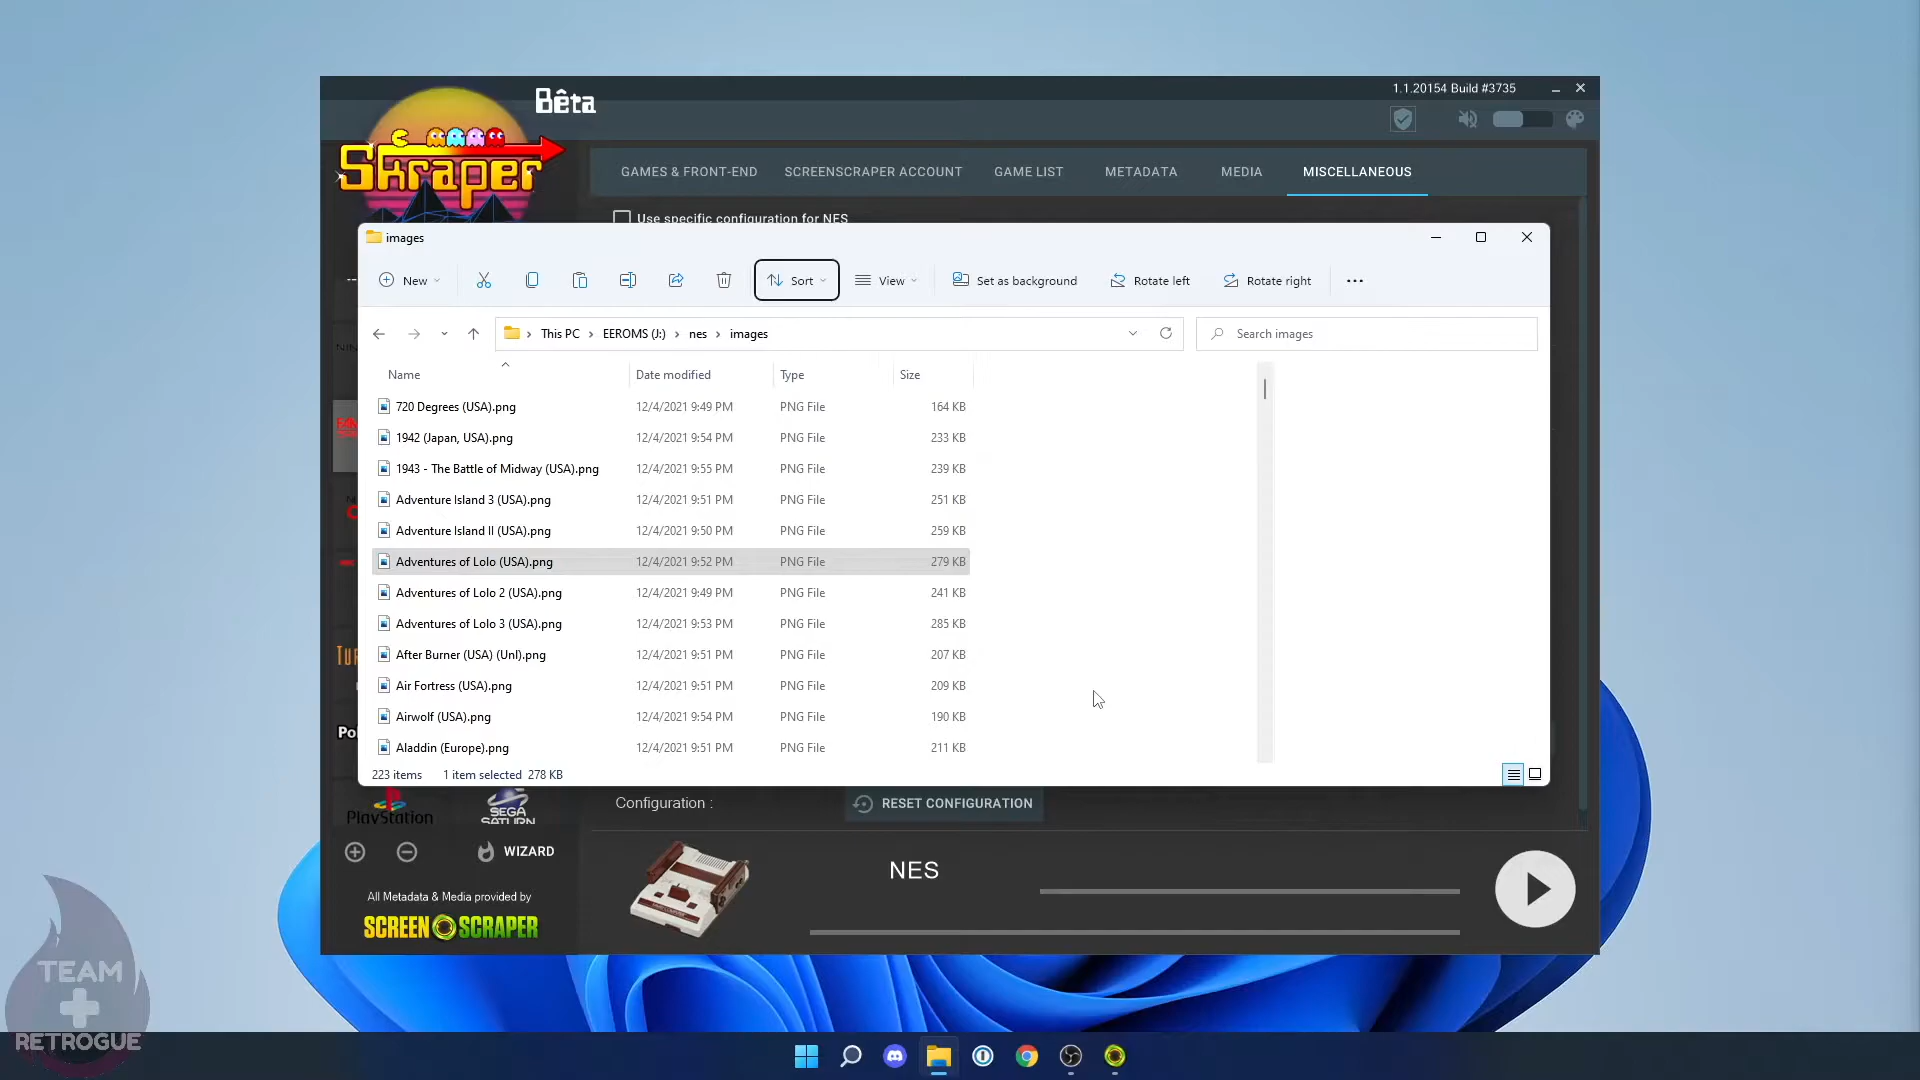 Bêta
1.1.20154 Build #3735
Skraper
GAMES & FRONT-END SCREENSCRAPER ACCOUNT GAME LIST METADATA MEDIA MISCELLANEOUS
Use specific configuration for NES
images
New Sort View Set as background Rotate left Rotate right
This PC EEROMS (J:) nes images
Search images
Name Date modified Type Size
720 Degrees (USA).png 12/4/2021 9:49 PM PNG File 164 KB
1942 (Japan, USA).png 12/4/2021 9:54 PM PNG File 233 KB
1943 - The Battle of Midway (USA).png 12/4/2021 9:55 PM PNG File 239 KB
Adventure Island 3 (USA).png 12/4/2021 9:51 PM PNG File 251 KB
Adventure Island II (USA).png 12/4/2021 9:50 PM PNG File 259 KB
Adventures of Lolo (USA).png 12/4/2021 9:52 PM PNG File 279 KB
Adventures of Lolo 2 (USA).png 12/4/2021 9:49 PM PNG File 241 KB
Adventures of Lolo 3 (USA).png 12/4/2021 9:53 PM PNG File 285 KB
After Burner (USA) (Unl).png 12/4/2021 9:51 PM PNG File 207 KB
Air Fortress (USA).png 12/4/2021 9:51 PM PNG File 209 KB
Airwolf (USA).png 12/4/2021 9:54 PM PNG File 190 KB
Aladdin (Europe).png 12/4/2021 9:51 PM PNG File 211 KB
223 items 1 item selected 278 KB
PlayStation SEGA SATURN
Configuration : RESET CONFIGURATION
WIZARD
NES
All Metadata & Media provided by
SCREEN SCRAPER
TEAM
RETROGUE